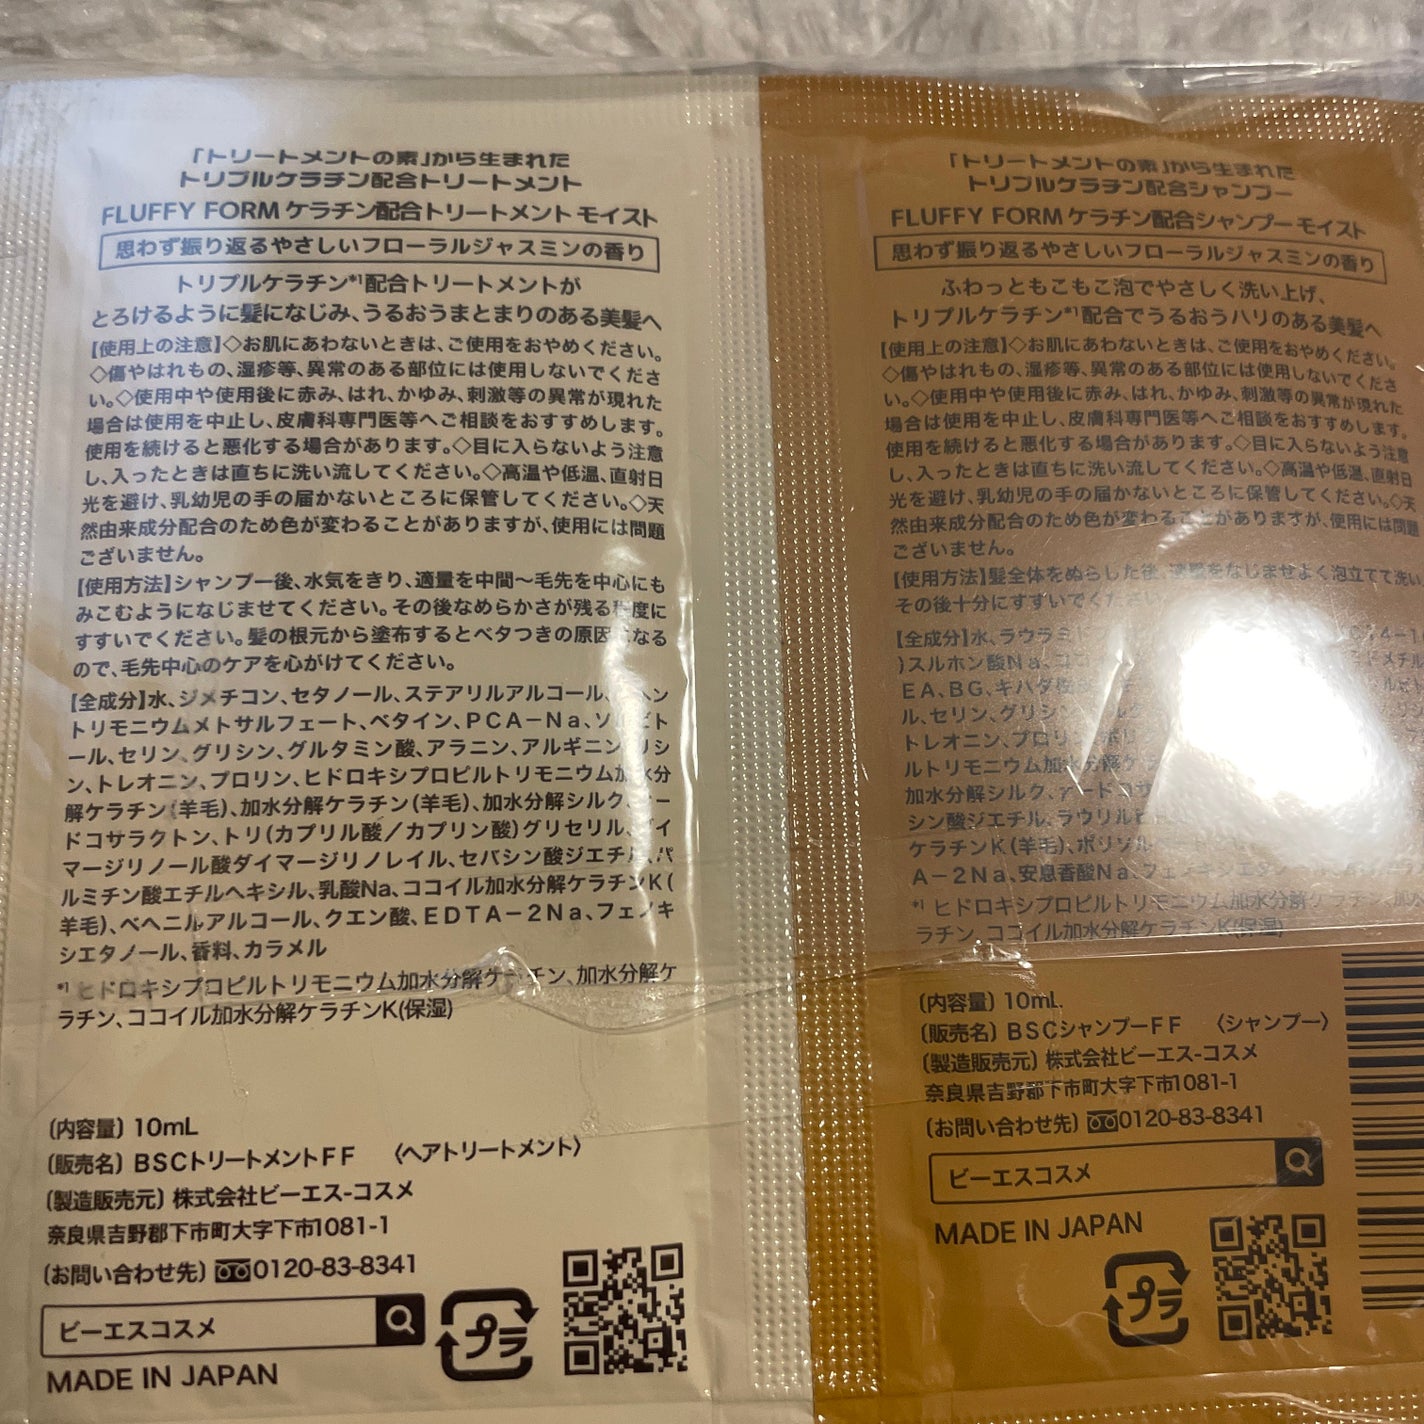 「トリートメントの素」から生まれた
トリプルケラチン配合トリートメント
FLUFFY FORM ケラチン配合トリートメント モイスト
思わず振り返るやさしいフローラルジャスミンの香り
トリプルケラチン*1配合トリートメントが
とろけるように髪になじみ、うるおうまとまりのある美髪へ
【使用上の注意】◇お肌にあわないときは、ご使用をおやめください。
◇傷やはれもの、湿疹等、異常のある部位には使用しないでくださ
い。◇使用中や使用後に赤み、はれ、かゆみ、刺激等の異常が現れた
場合は使用を中止し、皮膚科専門医等へご相談をおすすめします。
使用を続けると悪化する場合があります。◇目に入らないよう注意
し、入ったときは直ちに洗い流してください。◇高温や低温、直射日
光を避け、乳幼児の手の届かないところに保管してください。◇天
然由来成分配合のため色が変わることがありますが、使用には問題
ございません。
【使用方法】シャンプー後、水気をきり、適量を中間～毛先を中心にも
みこむようになじませてください。その後なめらかさが残る程度に
すすいでください。髪の根元から塗布するとベタつきの原因になる
ので、毛先中心のケアを心がけてください。
【全成分】水、ジメチコン、セタノール、ステアリルアルコール、ベヘン
トリモニウムメトサルフェート、ベタイン、PCA－Na、ソルビト
ール、セリン、グリシン、グルタミン酸、アラニン、アルギニン、リシ
ン、トレオニン、プロリン、ヒドロキシプロピルトリモニウム加水分
解ケラチン（羊毛）、加水分解ケラチン（羊毛）、加水分解シルク、γ－
ドコサラクトン、トリ（カプリル酸／カプリン酸）グリセリル、ダイ
マージリノール酸ダイマージリノレイル、セバシン酸ジエチル、パ
ルミチン酸エチルヘキシル、乳酸Na、ココイル加水分解ケラチンK（
羊毛）、ベヘニルアルコール、クエン酸、EDTA－2Na、フェノキ
シエタノール、香料、カラメル
*1 ヒドロキシプロピルトリモニウム加水分解ケラチン、加水分解ケ
ラチン、ココイル加水分解ケラチンK(保湿)
〔内容量〕10mL
〔販売名〕BSCトリートメントFF 〈ヘアトリートメント〉
〔製造販売元〕株式会社ビーエス-コスメ
奈良県吉野郡下市町大字下市1081-1
〔お問い合わせ先〕0120-83-8341
ビーエスコスメ
MADE IN JAPAN
プラ
「トリートメントの素」から生まれた
トリプルケラチン配合シャンプー
FLUFFY FORM ケラチン配合シャンプー モイスト
思わず振り返るやさしいフローラルジャスミンの香り
ふわっともこもこ泡でやさしく洗い上げ、
トリプルケラチン*1配合でうるおうハリのある美髪へ
【使用上の注意】◇お肌にあわないときは、ご使用をおやめください。
◇傷やはれもの、湿疹等、異常のある部位には使用しないでくださ
い。◇使用中や使用後に赤み、はれ、かゆみ、刺激等の異常が現れた
場合は使用を中止し、皮膚科専門医等へご相談をおすすめします。
使用を続けると悪化する場合があります。◇目に入らないよう注意
し、入ったときは直ちに洗い流してください。◇高温や低温、直射日
光を避け、乳幼児の手の届かないところに保管してください。◇天
然由来成分配合のため色が変わることがありますが、使用には問題
ございません。
【使用方法】髪全体をぬらした後、適量をなじませよく泡立てて洗い
その後十分にすすいでくださ
【全成分】水、ラウラミ
）スルホン酸Na、ココ
EA、BG、キハダ
ル、セリン、グリシン
トレオニン、プロリン
ルトリモニウム加水分解ケ
加水分解シルク、γ－ドコサ
シン酸ジエチル、ラウリル
ケラチンK（羊毛）、ポリソル
A－2Na、安息香酸Na、フェノキシエ
*1 ヒドロキシプロピルトリモニウム加水分解ケラチン、加水
ラチン、ココイル加水分解ケラチンK(保湿)
〔内容量〕10mL
〔販売名〕BSCシャンプーFF 〈シャンプー〉
〔製造販売元〕株式会社ビーエス-コスメ
奈良県吉野郡下市町大字下市1081-1
〔お問い合わせ先〕0120-83-8341
ビーエスコスメ
MADE IN JAPAN
プラ